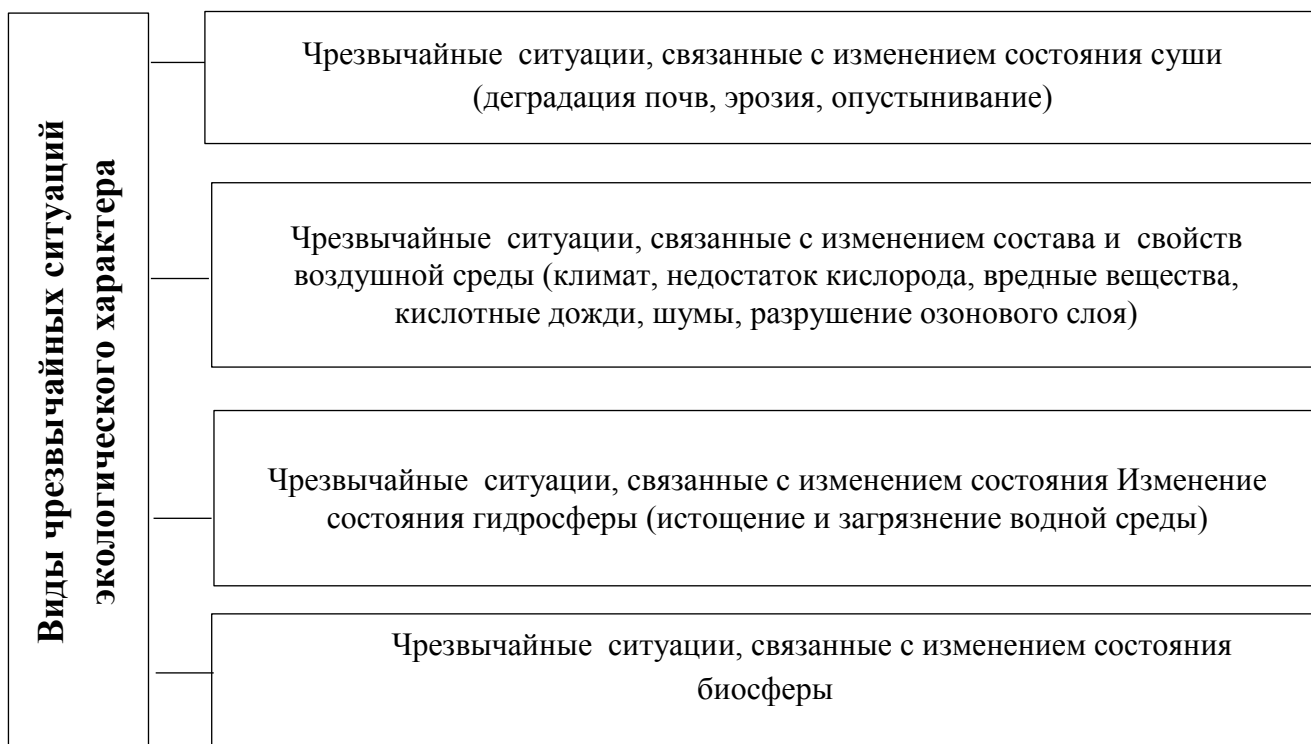 Виды чрезвычайных ситуаций
экологического характера
Чрезвычайные ситуации, связанные с изменением состояния суши
(деградация почв, эрозия, опустынивание)
Чрезвычайные ситуации, связанные с изменением состава и свойств
воздушной среды (климат, недостаток кислорода, вредные вещества,
кислотные дожди, шумы, разрушение озонового слоя)
Чрезвычайные ситуации, связанные с изменением состояния Изменение
состояния гидросферы (истощение и загрязнение водной среды)
Чрезвычайные ситуации, связанные с изменением состояния
биосферы